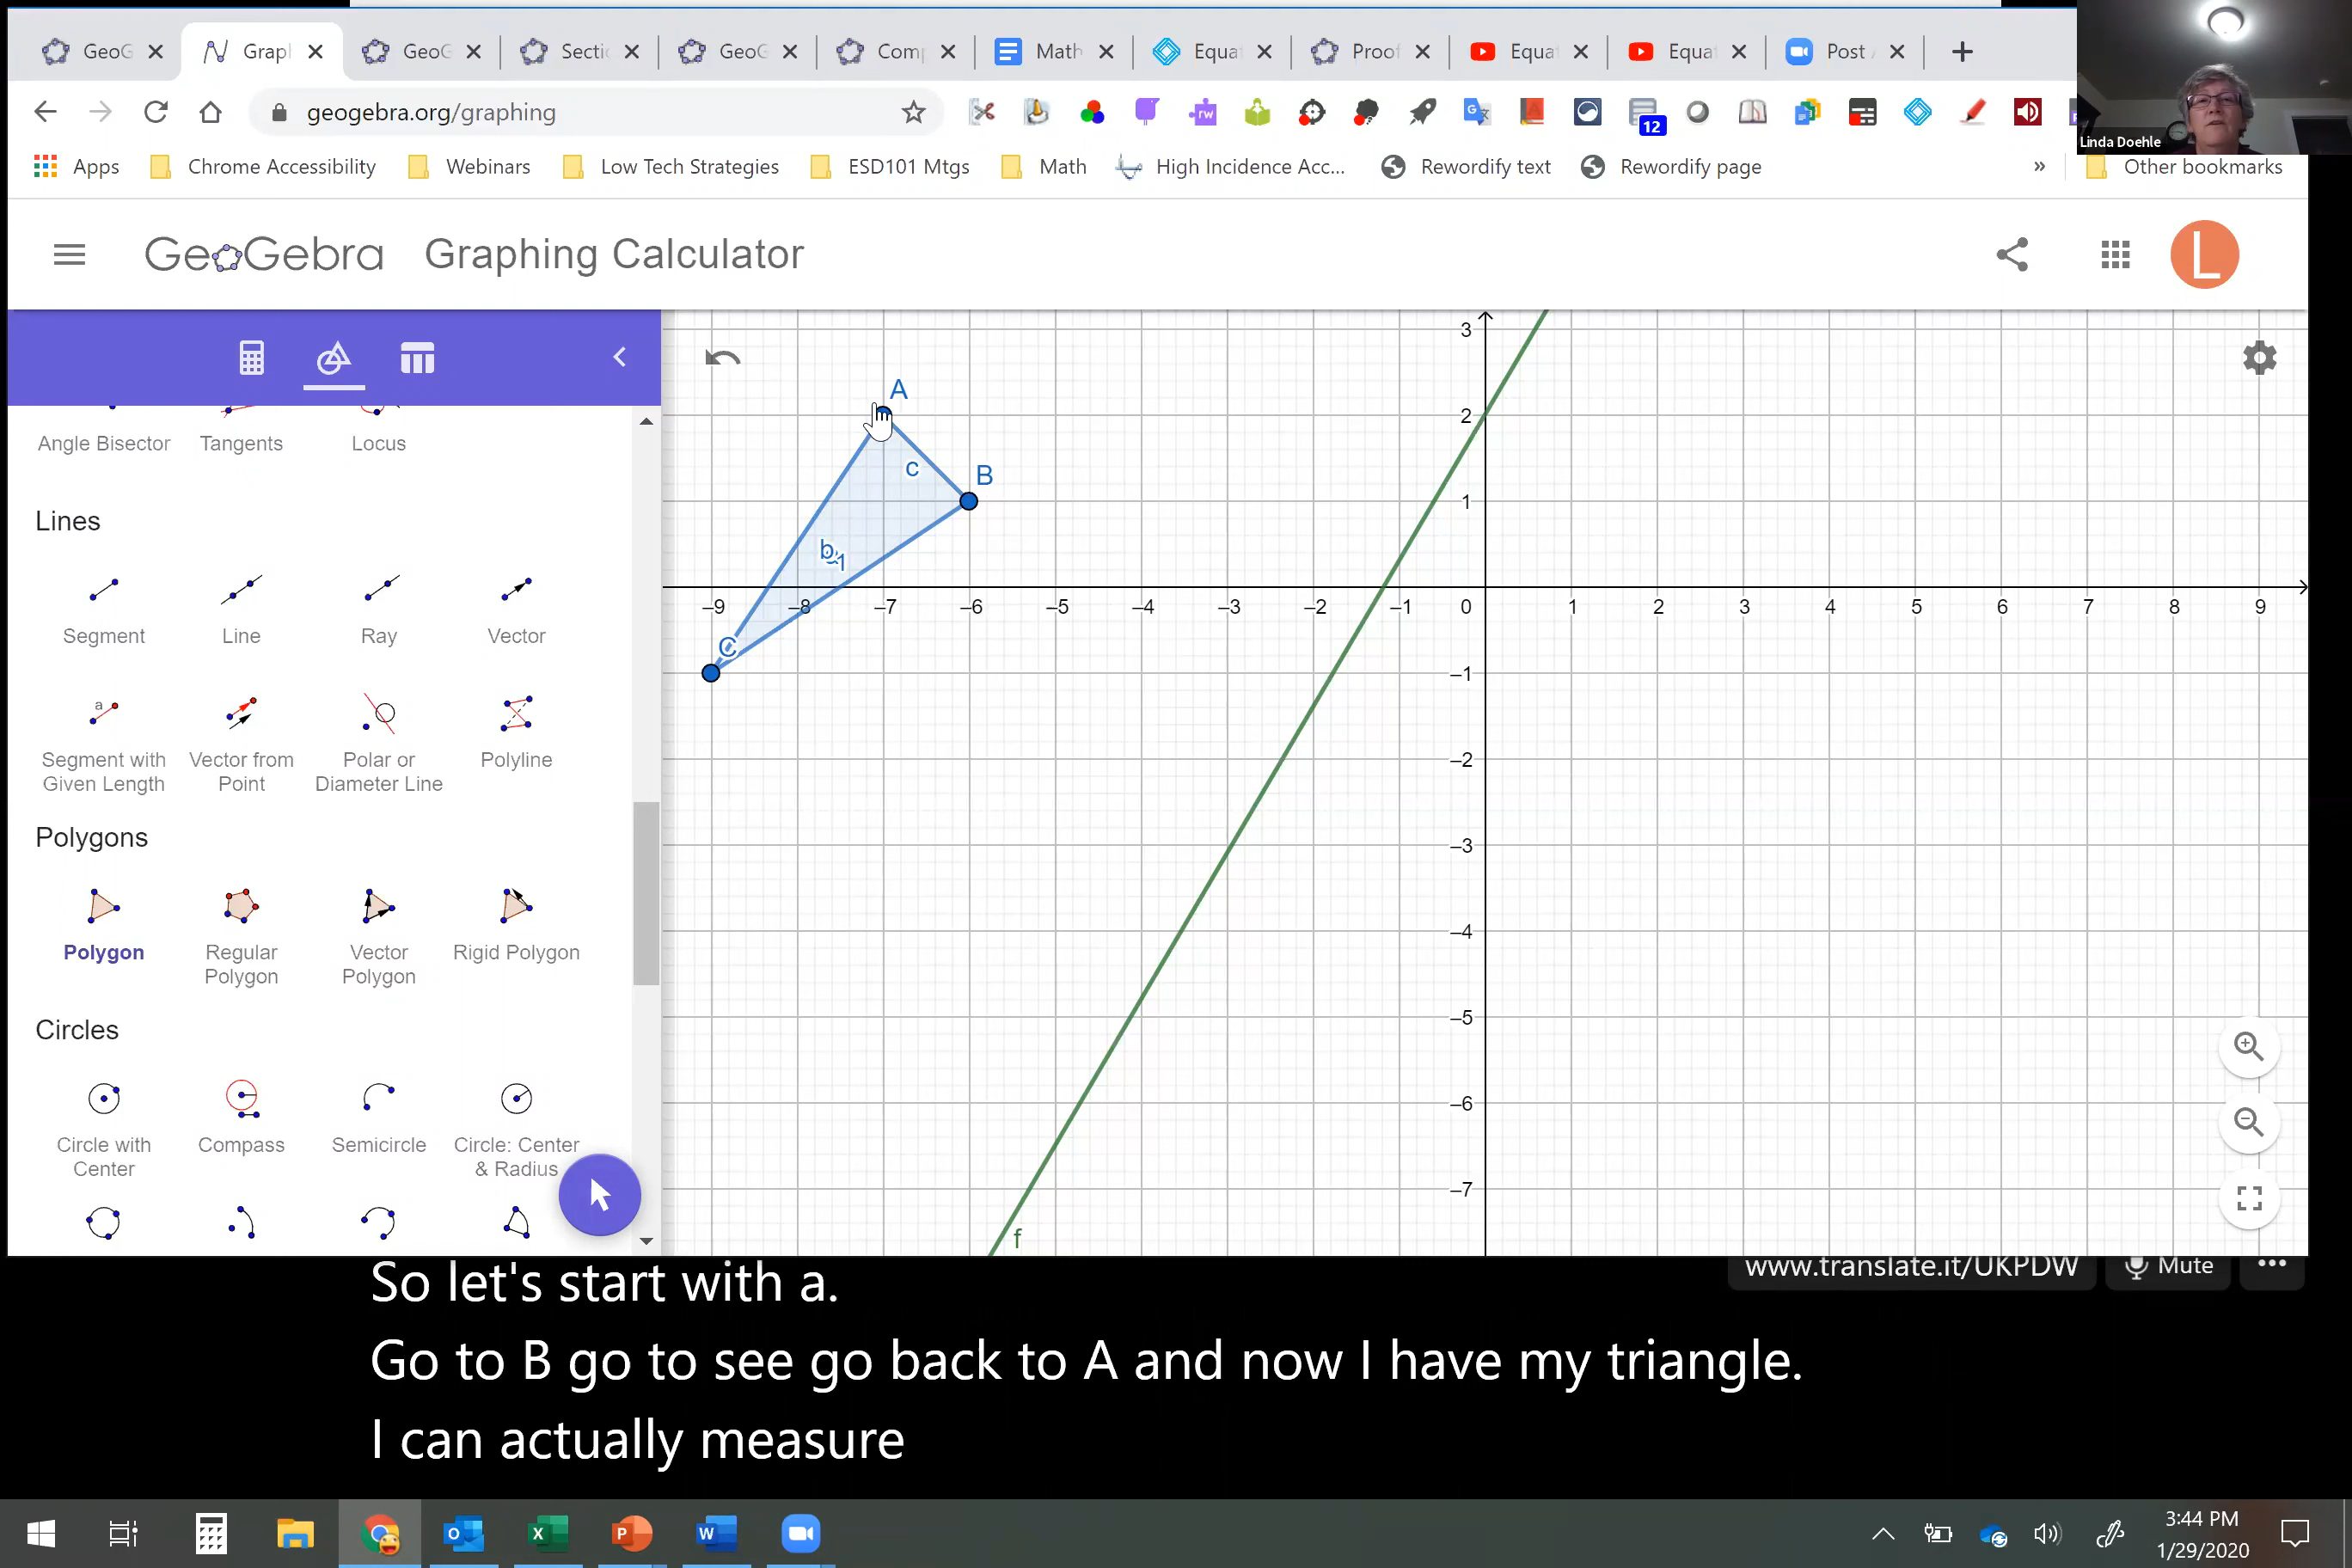 GeoG
Grapl
GeoG
Sectio
GeoG
Comp
Math
Equa
Proof
Equa
Equa
Post
geogebra.org/graphing
rw
12
Linda Doehle
Apps
Chrome Accessibility
Webinars
Low Tech Strategies
ESD101 Mtgs
Math
High Incidence Acc...
Rewordify text
Rewordify page
»
Other bookmarks
GeoGebra Graphing Calculator
L
Angle Bisector
Tangents
Locus
Lines
Segment
Line
Ray
Vector
a
Segment with
Given Length
Vector from
Point
Polar or
Diameter Line
Polyline
Polygons
Polygon
Regular
Polygon
Vector
Polygon
Rigid Polygon
Circles
Circle with
Center
Compass
Semicircle
Circle: Center
& Radius
A
c
B
b
C
3
2
1
–9 –8 –7 –6 –5 –4 –3 –2 –1 0 1 2 3 4 5 6 7 8 9
–1
–2
–3
–4
–5
–6
–7
f
www.translate.it/UKPDW
Mute
So let's start with a.
Go to B go to see go back to A and now I have my triangle.
I can actually measure
3:44 PM
1/29/2020